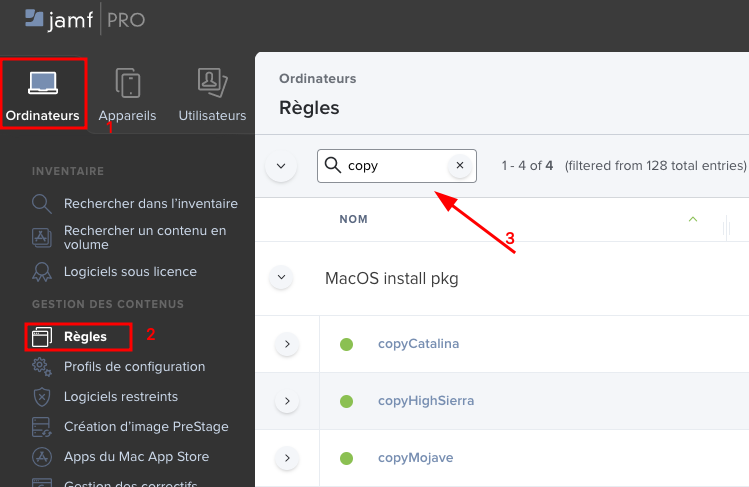 jamf PRO
Ordinateurs
Appareils
Utilisateurs
1
INVENTAIRE
Rechercher dans l'inventaire
Rechercher un contenu en
volume
Logiciels sous licence
GESTION DES CONTENUS
Règles
2
Profils de configuration
Logiciels restreints
Création d'image PreStage
Apps du Mac App Store
Gestion des correctifs
Ordinateurs
Règles
copy
1 - 4 of 4 (filtered from 128 total entries)
3
NOM
MacOS install pkg
copyCatalina
copyHighSierra
copyMojave